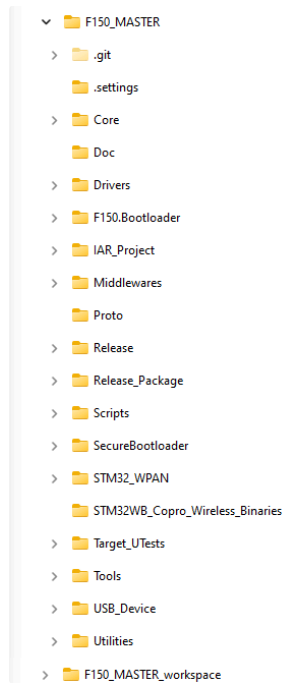 F150_MASTER
.git
.settings
Core
Doc
Drivers
F150.Bootloader
IAR_Project
Middlewares
Proto
Release
Release_Package
Scripts
SecureBootloader
STM32_WPAN
STM32WB_Copro_Wireless_Binaries
Target_UTests
Tools
USB_Device
Utilities
F150_MASTER_workspace